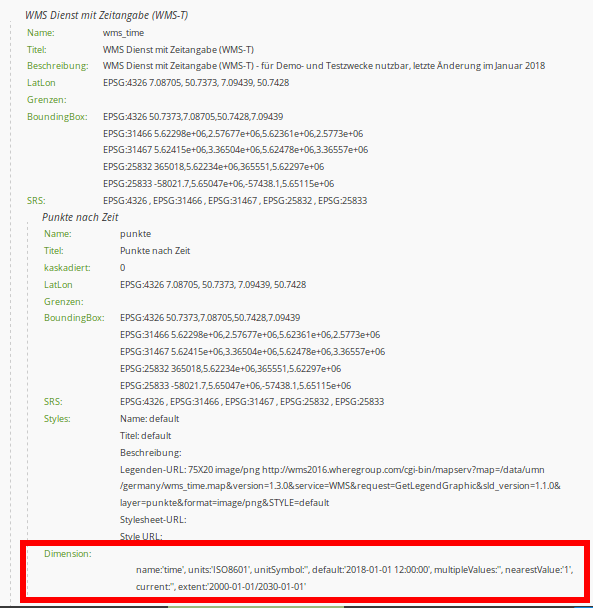 WMS Dienst mit Zeitangabe (WMS-T)
Name: wms_time
Titel: WMS Dienst mit Zeitangabe (WMS-T)
Beschreibung: WMS Dienst mit Zeitangabe (WMS-T) - für Demo- und Testzwecke nutzbar, letzte Änderung im Januar 2018
LatLon EPSG:4326 7.08705, 50.7373, 7.09439, 50.7428
Grenzen:
BoundingBox: EPSG:4326 50.7373,7.08705,50.7428,7.09439
EPSG:31466 5.62298e+06,2.57677e+06,5.62361e+06,2.5773e+06
EPSG:31467 5.62415e+06,3.36504e+06,5.62478e+06,3.36557e+06
EPSG:25832 365018,5.62234e+06,365551,5.62297e+06
EPSG:25833 -58021.7,5.65047e+06,-57438.1,5.65115e+06
SRS: EPSG:4326 , EPSG:31466 , EPSG:31467 , EPSG:25832 , EPSG:25833
Punkte nach Zeit
Name: punkte
Titel: Punkte nach Zeit
kaskadiert: 0
LatLon EPSG:4326 7.08705, 50.7373, 7.09439, 50.7428
Grenzen:
BoundingBox: EPSG:4326 50.7373,7.08705,50.7428,7.09439
EPSG:31466 5.62298e+06,2.57677e+06,5.62361e+06,2.5773e+06
EPSG:31467 5.62415e+06,3.36504e+06,5.62478e+06,3.36557e+06
EPSG:25832 365018,5.62234e+06,365551,5.62297e+06
EPSG:25833 -58021.7,5.65047e+06,-57438.1,5.65115e+06
SRS: EPSG:4326 , EPSG:31466 , EPSG:31467 , EPSG:25832 , EPSG:25833
Styles: Name: default
Titel: default
Beschreibung:
Legenden-URL: 75X20 image/png http://wms2016.wheregroup.com/cgi-bin/mapserv?map=/data/umn
/germany/wms_time.map&version=1.3.0&service=WMS&request=GetLegendGraphic&sld_version=1.1.0&
layer=punkte&format=image/png&STYLE=default
Stylesheet-URL:
Style URL:
Dimension:
name:'time', units:'ISO8601', unitSymbol:'', default:'2018-01-01 12:00:00', multipleValues:'', nearestValue:'1',
current:'', extent:'2000-01-01/2030-01-01'